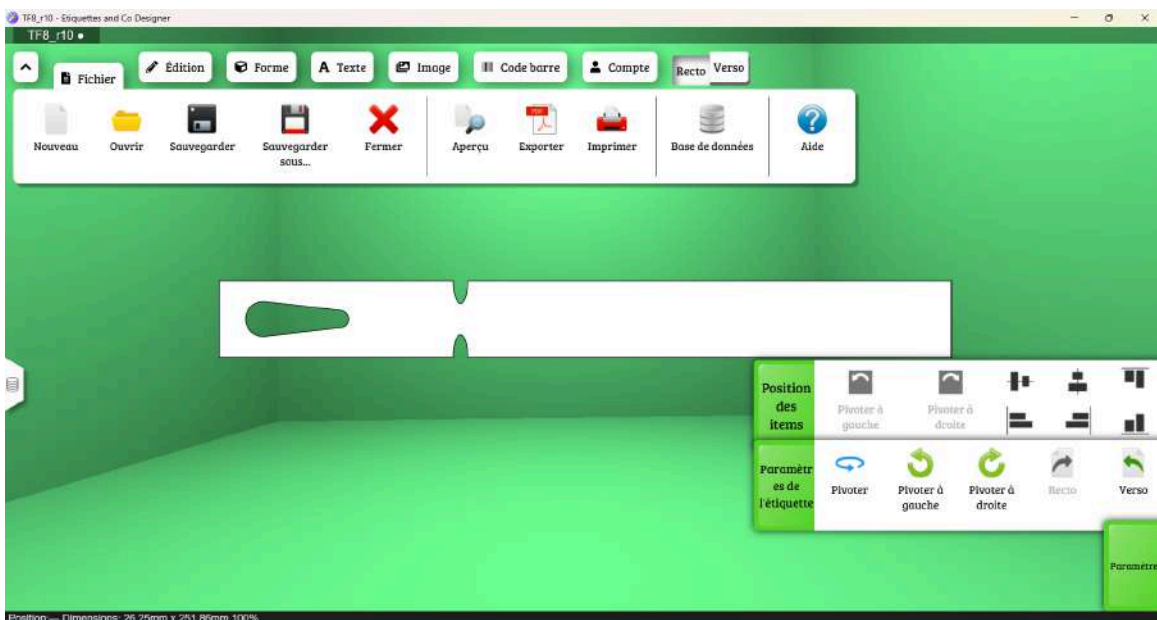 TF8_r10 - Etiquettes and Co Designer
TF8_r10 •
Fichier
Édition
Forme
A Texte
Image
Code barre
Compte
Recto Verso
Nouveau
Ouvrir
Sauvegarder
Sauvegarder
sous...
Fermer
Aperçu
PDF
Exporter
Imprimer
Base de données
?
Aide
Position
des
items
Pivoter à
gauche
Pivoter à
droite
Paramètr
es de
l'étiquette
Pivoter
Pivoter à
gauche
Pivoter à
droite
Recto
Verso
Paramètre
Position — Dimensions: 26.25mm x 251.86mm 100%